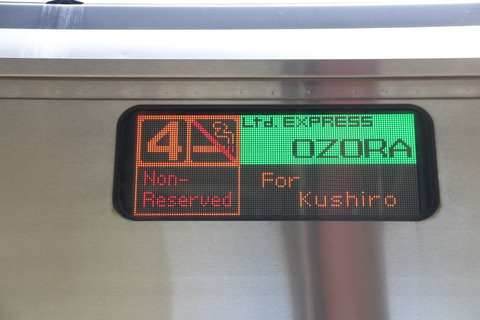 4
Non-
Reserved
Ltd. EXPRESS
OZORA
For
Kushiro